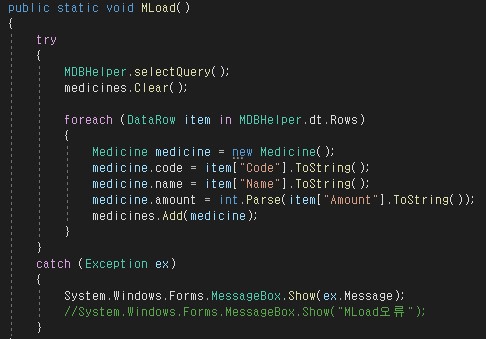 public static void MLoad()
{
try
{
MDBHelper.selectQuery();
medicines.Clear();
foreach (DataRow item in MDBHelper.dt.Rows)
{
Medicine medicine = new Medicine();
medicine.code = item["Code"].ToString();
medicine.name = item["Name"].ToString();
medicine.amount = int.Parse(item["Amount"].ToString());
medicines.Add(medicine);
}
}
catch (Exception ex)
{
System.Windows.Forms.MessageBox.Show(ex.Message);
//System.Windows.Forms.MessageBox.Show("MLoad오류");
}